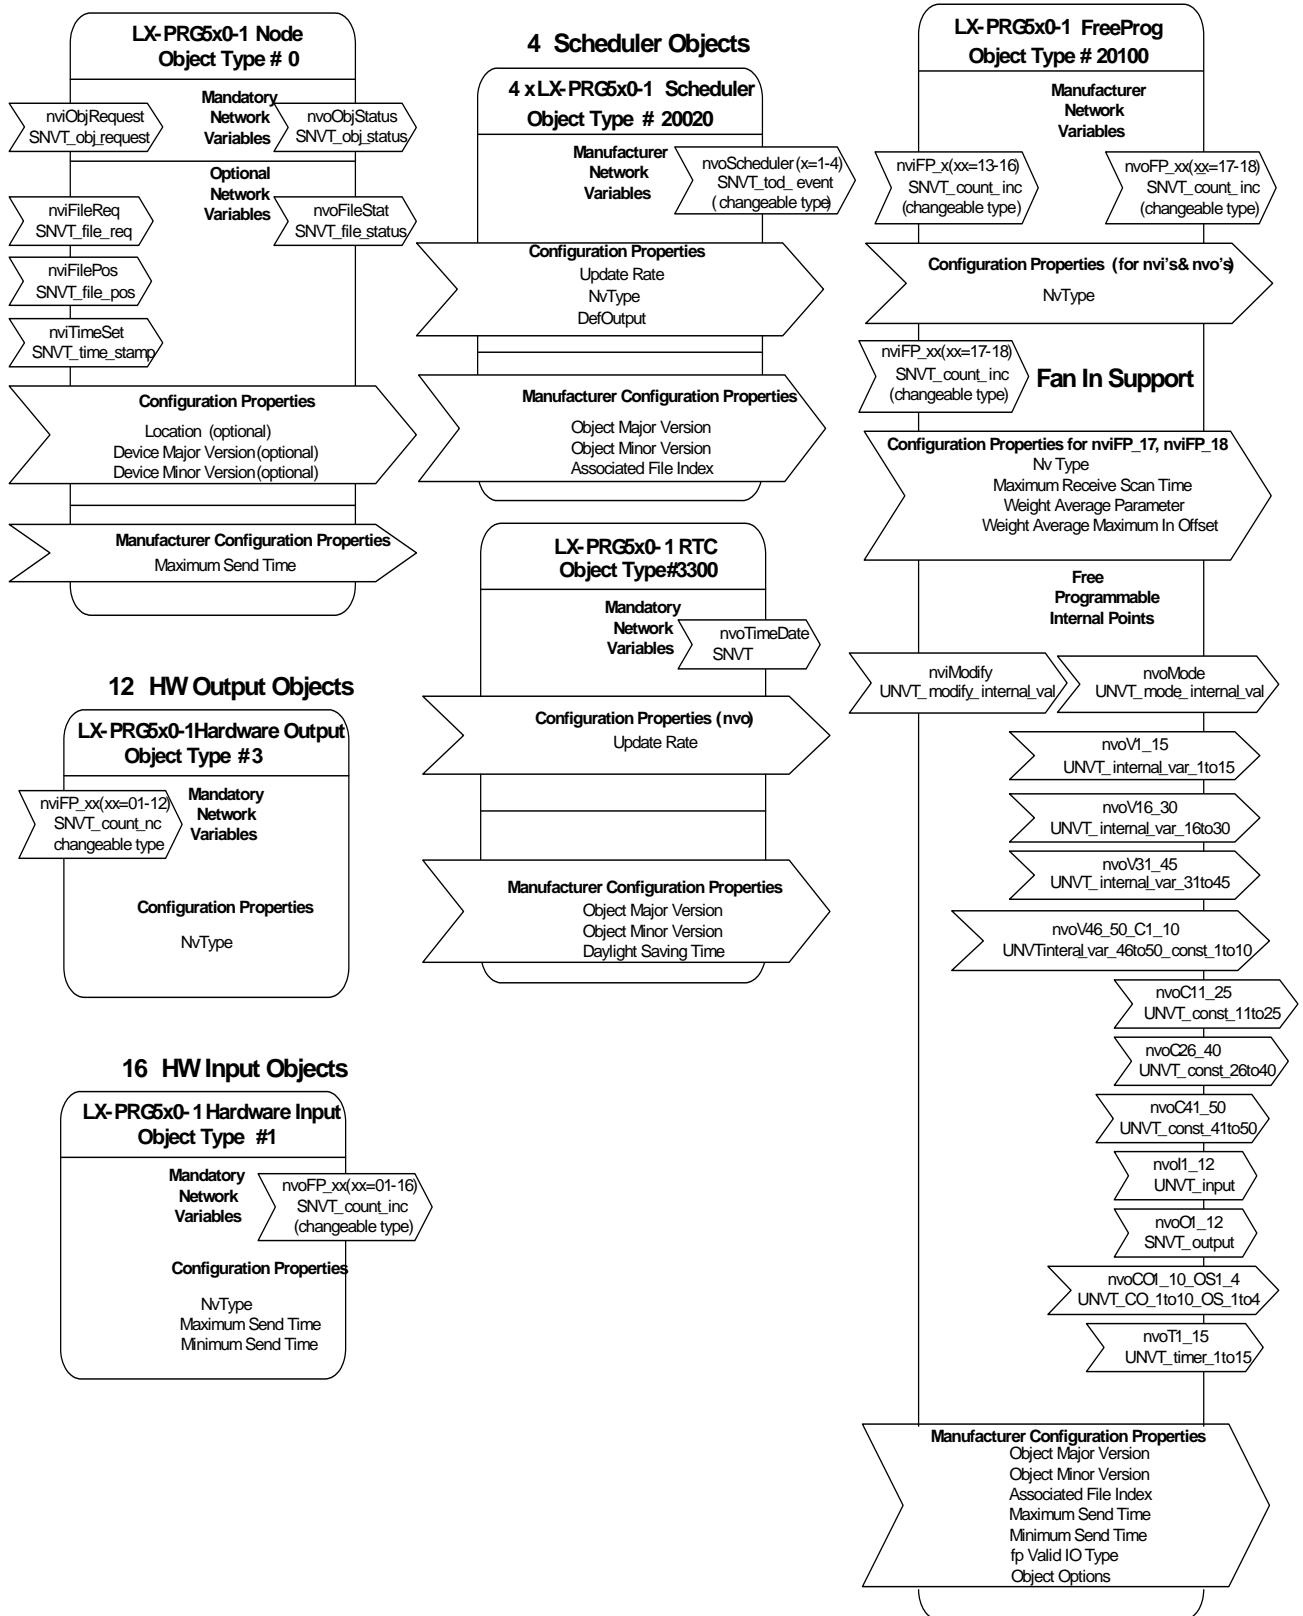 LX-PRG5x0-1 Node
Object Type # 0
Mandatory
Network
Variables
nviObjRequest
SNVT_obj_request
nvoObjStatus
SNVT_obj_status
Optional
Network
Variables
nviFileReq
SNVT_file_req
nvoFileStat
SNVT_file_status
nviFilePos
SNVT_file_pos
nviTimeSet
SNVT_time_stamp
Configuration Properties
Location (optional)
Device Major Version (optional)
Device Minor Version (optional)
Manufacturer Configuration Properties
Maximum Send Time
12 HW Output Objects
LX-PRG5x0-1 Hardware Output
Object Type # 3
nviFP_xx(xx=01-12)
SNVT_count_nc
changeable type
Mandatory
Network
Variables
Configuration Properties
NvType
16 HW Input Objects
LX-PRG5x0-1 Hardware Input
Object Type #1
Mandatory
Network
Variables
nvoFP_xx(xx=01-16)
SNVT_count_inc
(changeable type)
Configuration Properties
NvType
Maximum Send Time
Minimum Send Time
4 Scheduler Objects
4 x LX-PRG5x0-1 Scheduler
Object Type # 20020
Manufacturer
Network
Variables
nvoScheduler (x=1-4)
SNVT_tod_event
(changeable type)
Configuration Properties
Update Rate
NvType
DefOutput
Manufacturer Configuration Properties
Object Major Version
Object Minor Version
Associated File Index
LX-PRG5x0-1 RTC
Object Type#3300
Mandatory
Network
Variables
nvoTimeDate
SNVT
Configuration Properties (nvo)
Update Rate
Manufacturer Configuration Properties
Object Major Version
Object Minor Version
Daylight Saving Time
LX-PRG5x0-1 FreeProg
Object Type # 20100
Manufacturer
Network
Variables
nviFP_x(xx=13-16)
SNVT_count_inc
(changeable type)
nvoFP_xx(xx=17-18)
SNVT_count_inc
(changeable type)
Configuration Properties (for nvi's & nvo's)
NvType
nviFP_xx(xx=17-18)
SNVT_count_inc
(changeable type)
Fan In Support
Configuration Properties for nviFP_17, nviFP_18
Nv Type
Maximum Receive Scan Time
Weight Average Parameter
Weight Average Maximum In Offset
Free
Programmable
Internal Points
nviModify
UNVT_modify_internal_val
nvoMode
UNVT_mode_internal_val
nvoV1_15
UNVT_internal_var_1to15
nvoV16_30
UNVT_internal_var_16to30
nvoV31_45
UNVT_internal_var_31to45
nvoV46_50_C1_10
UNVTinteral_var_46to50_const_1to10
nvoC11_25
UNVT_const_11to25
nvoC26_40
UNVT_const_26to40
nvoC41_50
UNVT_const_41to50
nvoI1_12
UNVT_input
nvoO1_12
SNVT_output
nvoCO1_10_OS1_4
UNVT_CO_1to10_OS_1to4
nvoT1_15
UNVT_timer_1to15
Manufacturer Configuration Properties
Object Major Version
Object Minor Version
Associated File Index
Maximum Send Time
Minimum Send Time
fp Valid IO Type
Object Options